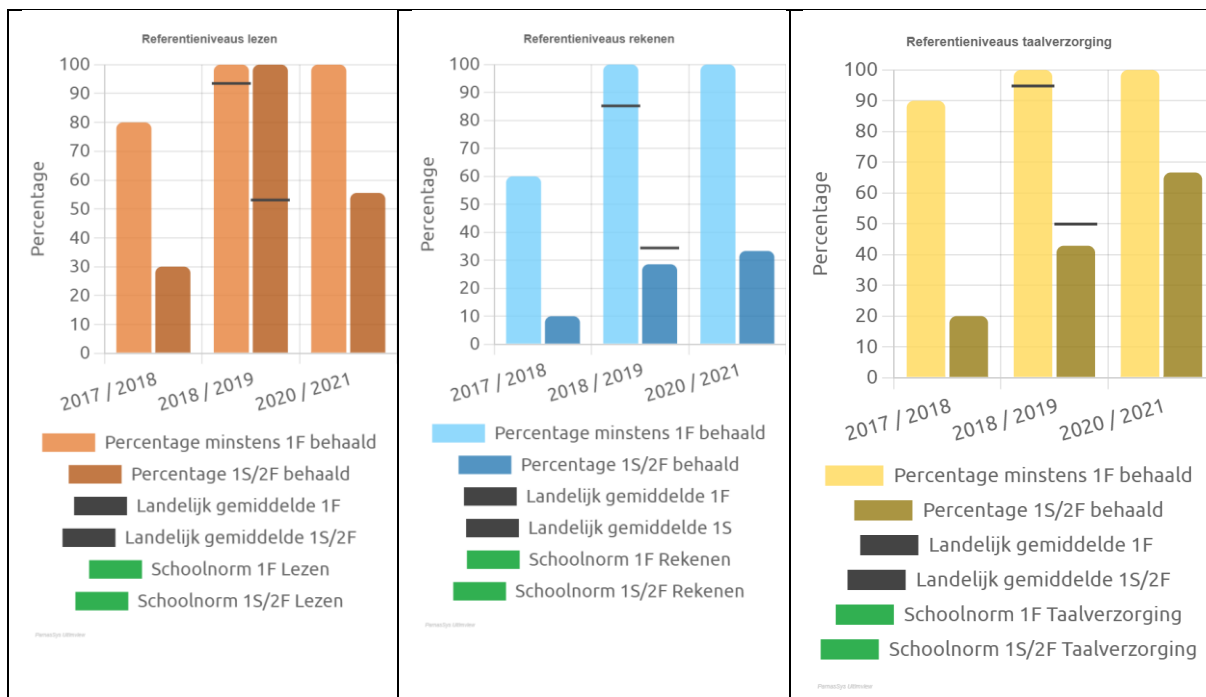 Referentieniveaus lezen
100
90
80
70
60
50
40
30
20
10
0
Percentage
2017 / 2018
2018 / 2019
2020 / 2021
Percentage minstens 1F behaald
Percentage 1S/2F behaald
Landelijk gemiddelde 1F
Landelijk gemiddelde 1S/2F
Schoolnorm 1F Lezen
Schoolnorm 1S/2F Lezen
ParnasSys Ultimview
Referentieniveaus rekenen
100
90
80
70
60
50
40
30
20
10
0
Percentage
2017 / 2018
2018 / 2019
2020 / 2021
Percentage minstens 1F behaald
Percentage 1S/2F behaald
Landelijk gemiddelde 1F
Landelijk gemiddelde 1S
Schoolnorm 1F Rekenen
Schoolnorm 1S/2F Rekenen
ParnasSys Ultimview
Referentieniveaus taalverzorging
100
90
80
70
60
50
40
30
20
10
0
Percentage
2017 / 2018
2018 / 2019
2020 / 2021
Percentage minstens 1F behaald
Percentage 1S/2F behaald
Landelijk gemiddelde 1F
Landelijk gemiddelde 1S/2F
Schoolnorm 1F Taalverzorging
Schoolnorm 1S/2F Taalverzorging
ParnasSys Ultimview